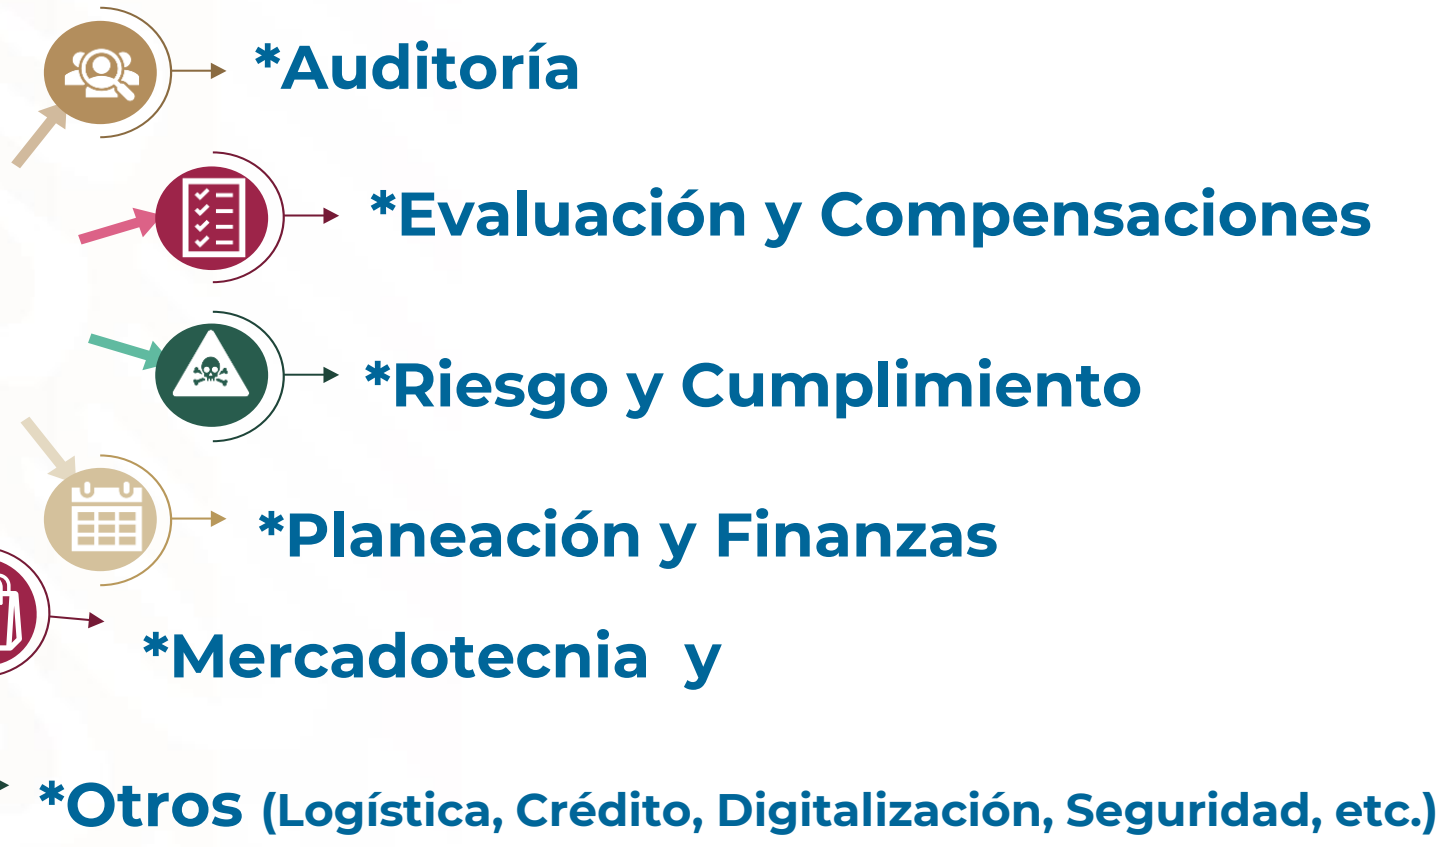 *Auditoría
*Evaluación y Compensaciones
*Riesgo y Cumplimiento
*Planeación y Finanzas
*Mercadotecnia  y
*Otros (Logística, Crédito, Digitalización, Seguridad, etc.)